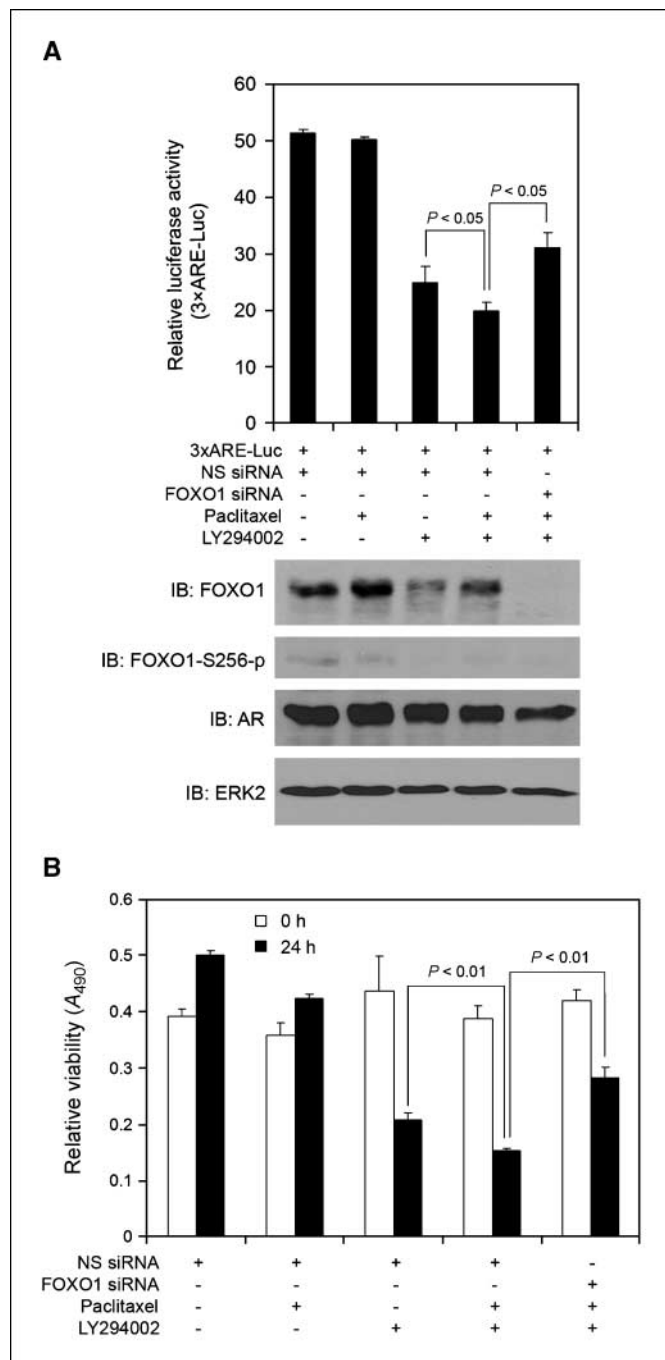 A
Relative luciferase activity
(3×ARE-Luc)
60
50
40
30
20
10
0
P < 0.05
P < 0.05
3xARE-Luc + + + + +
NS siRNA + + + + -
FOXO1 siRNA - - - - +
Paclitaxel - + - + +
LY294002 - - + + +
IB: FOXO1
IB: FOXO1-S256-p
IB: AR
IB: ERK2
B
Relative viability (A490)
0.6
0.5
0.4
0.3
0.2
0.1
0
0 h
24 h
P < 0.01
P < 0.01
NS siRNA + + + + -
FOXO1 siRNA - - - - +
Paclitaxel - + - + +
LY294002 - - + + +